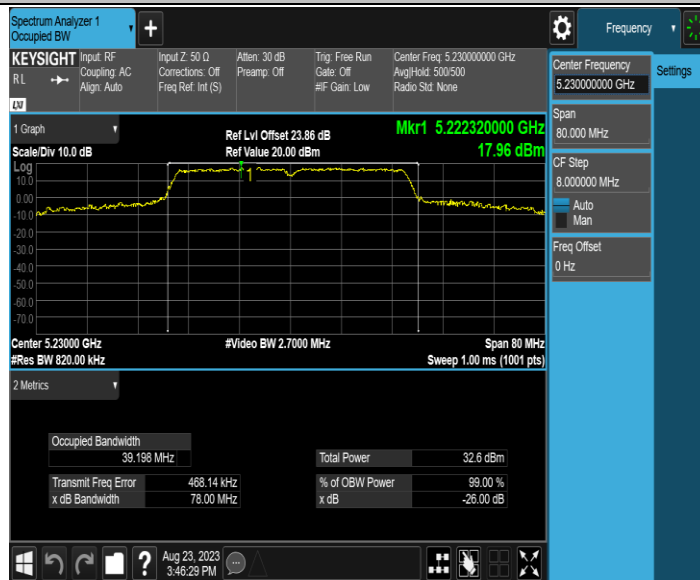 Spectrum Analyzer 1
Occupied BW
+
Frequency
KEYSIGHT
Input: RF
Coupling: AC
Align: Auto
R L
LXI
Input Z: 50 Ω
Corrections: Off
Freq Ref: Int (S)
Atten: 30 dB
Preamp: Off
Trig: Free Run
Gate: Off
#IF Gain: Low
Center Freq: 5.230000000 GHz
Avg|Hold: 500/500
Radio Std: None
Center Frequency
5.230000000 GHz
Settings
Span
80.000 MHz
CF Step
8.000000 MHz
Auto
Man
Freq Offset
0 Hz
1 Graph
Scale/Div 10.0 dB
Ref Lvl Offset 23.86 dB
Ref Value 20.00 dBm
Mkr1 5.222320000 GHz
17.96 dBm
Log
10.0
0.00
-10.0
-20.0
-30.0
-40.0
-50.0
-60.0
-70.0
1
Center 5.23000 GHz
#Res BW 820.00 kHz
#Video BW 2.7000 MHz
Span 80 MHz
Sweep 1.00 ms (1001 pts)
2 Metrics
Occupied Bandwidth
39.198 MHz
Transmit Freq Error 468.14 kHz
x dB Bandwidth 78.00 MHz
Total Power 32.6 dBm
% of OBW Power 99.00 %
x dB -26.00 dB
?
Aug 23, 2023
3:46:29 PM